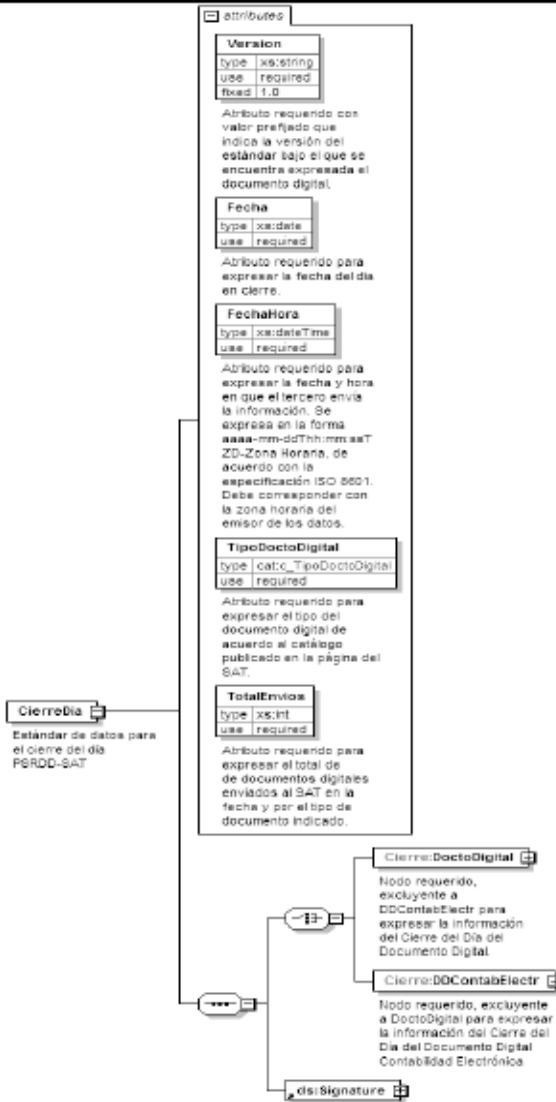 attributes
Version
type xs:string
use required
fixed 1.0
Atributo requerido con
valor prefijado que
indica la versión del
estándar bajo el que se
encuentra expresada el
documento digital.
Fecha
type xs:date
use required
Atributo requerido para
expresar la fecha del día
en cierre.
FechaHora
type xs:dateTime
use required
Atributo requerido para
expresar la fecha y hora
en que el tercero envía
la información. Se
expresa en la forma
aaaa-mm-ddThh:mm:ssT
ZD-Zona Horaria, de
acuerdo con la
especificación ISO 8601.
Debe corresponder con
la zona horaria del
emisor de los datos.
TipoDoctoDigital
type cat:c_TipoDoctoDigital
use required
Atributo requerido para
expresar el tipo del
documento digital de
acuerdo al catálogo
publicado en la página del
SAT.
TotalEnvios
type xs:int
use required
Atributo requerido para
expresar el total de
de documentos digitales
enviados al SAT en la
fecha y por el tipo de
documento indicado.
CierreDia
Estándar de datos para
el cierre del día
PSRDD-SAT
Cierre:DoctoDigital
Nodo requerido,
excluyente a
DDContabElectr para
expresar la información
del Cierre del Día del
Documento Digital
Cierre:DDContabElectr
Nodo requerido, excluyente
a DoctoDigital para expresar
la información del Cierre del
Día del Documento Digital
Contabilidad Electrónica
ds:Signature